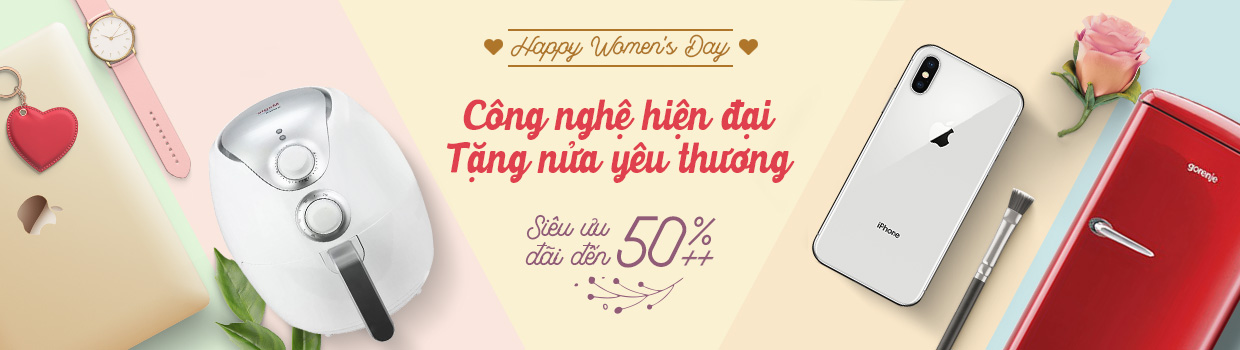 Happy Women's Day
Công nghệ hiện đại
Tặng nửa yêu thương
Siêu ưu
đãi đến 50%++
iPhone
gorenje